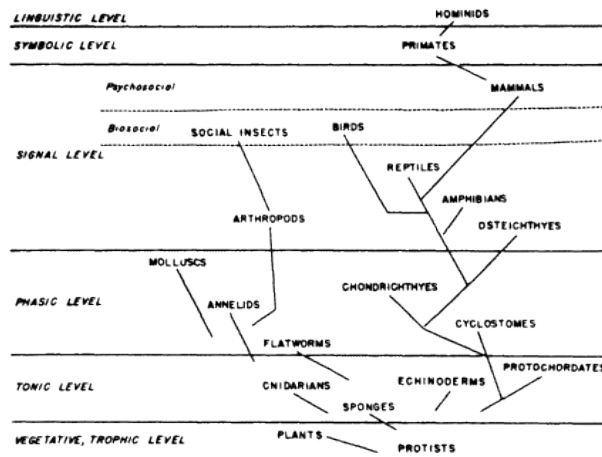 HOMINIDS
LINGUISTIC LEVEL
SYMBOLIC LEVEL PRIMATES
Psychosocial MAMMALS
Biosocial SOCIAL INSECTS BIRDS
SIGNAL LEVEL
REPTILES
AMPHIBIANS
ARTHROPODS
OSTEICHTHYES
MOLLUSCS
CHONDRICHTHYES
PHASIC LEVEL ANNELIDS
CYCLOSTOMES
FLATWORMS
PROTOCHORDATES
TONIC LEVEL CNIDARIANS ECHINODERMS
SPONGES
VEGETATIVE, TROPHIC LEVEL PLANTS PROTISTS